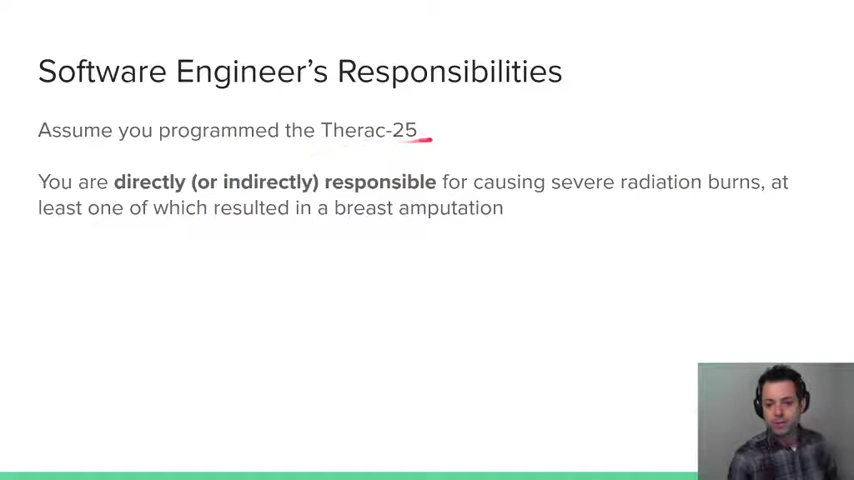 Software Engineer's Responsibilities
Assume you programmed the Therac-25
You are directly (or indirectly) responsible for causing severe radiation burns, at
least one of which resulted in a breast amputation